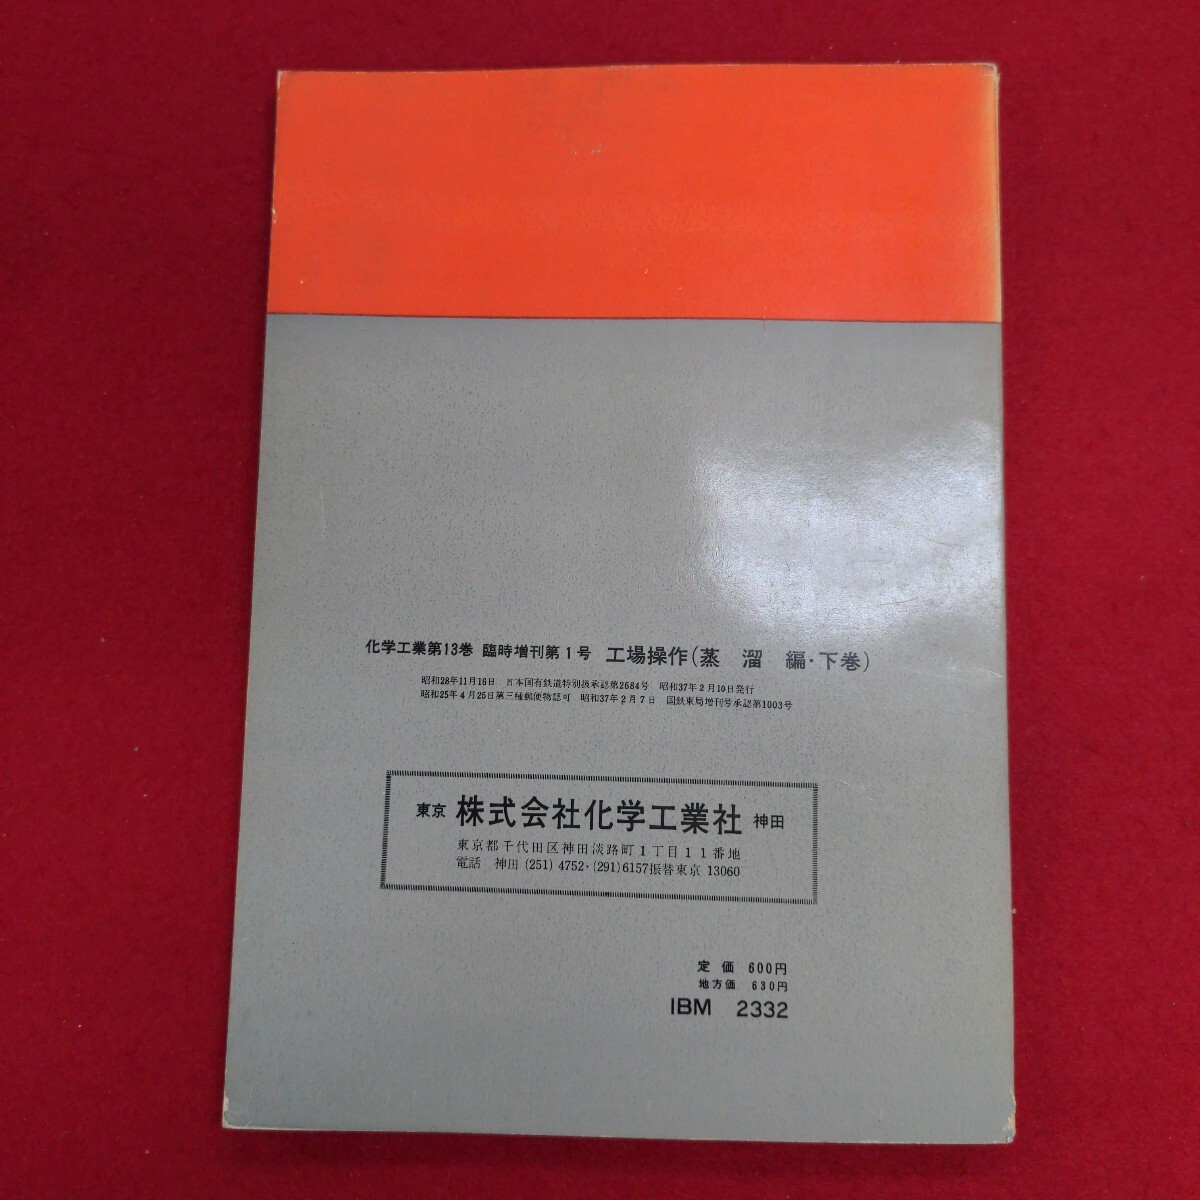 化学工業第13巻 臨時増刊第1号 工場操作(蒸 溜 編・下巻)
昭和28年11月16日 日本国有鉄道特別扱承認第2684号 昭和37年2月10日発行
昭和25年4月25日第三種郵便物認可 昭和37年2月7日 国鉄東局増刊号承認第1003号
東京 株式会社化学工業社 神田
東京都千代田区神田淡路町1丁目11番地
電話 神田 (251) 4752・(291)6157振替東京 13060
定 価 600円
地方価 630円
IBM 2332